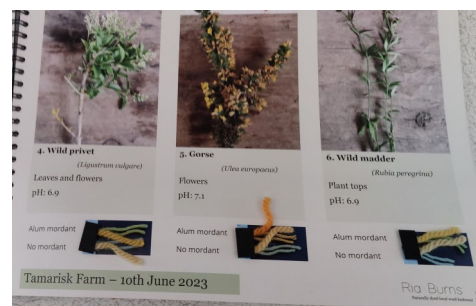 4. Wild privet
(Ligustrum vulgare)
Leaves and flowers
pH: 6.9
Alum mordant
No mordant
5. Gorse
(Ulea europaeus)
Flowers
pH: 7.1
Alum mordant
No mordant
6. Wild madder
(Rubia peregrina)
Plant tops
pH: 6.9
Alum mordant
No mordant
Tamarisk Farm – 10th June 2023
Ria Burns